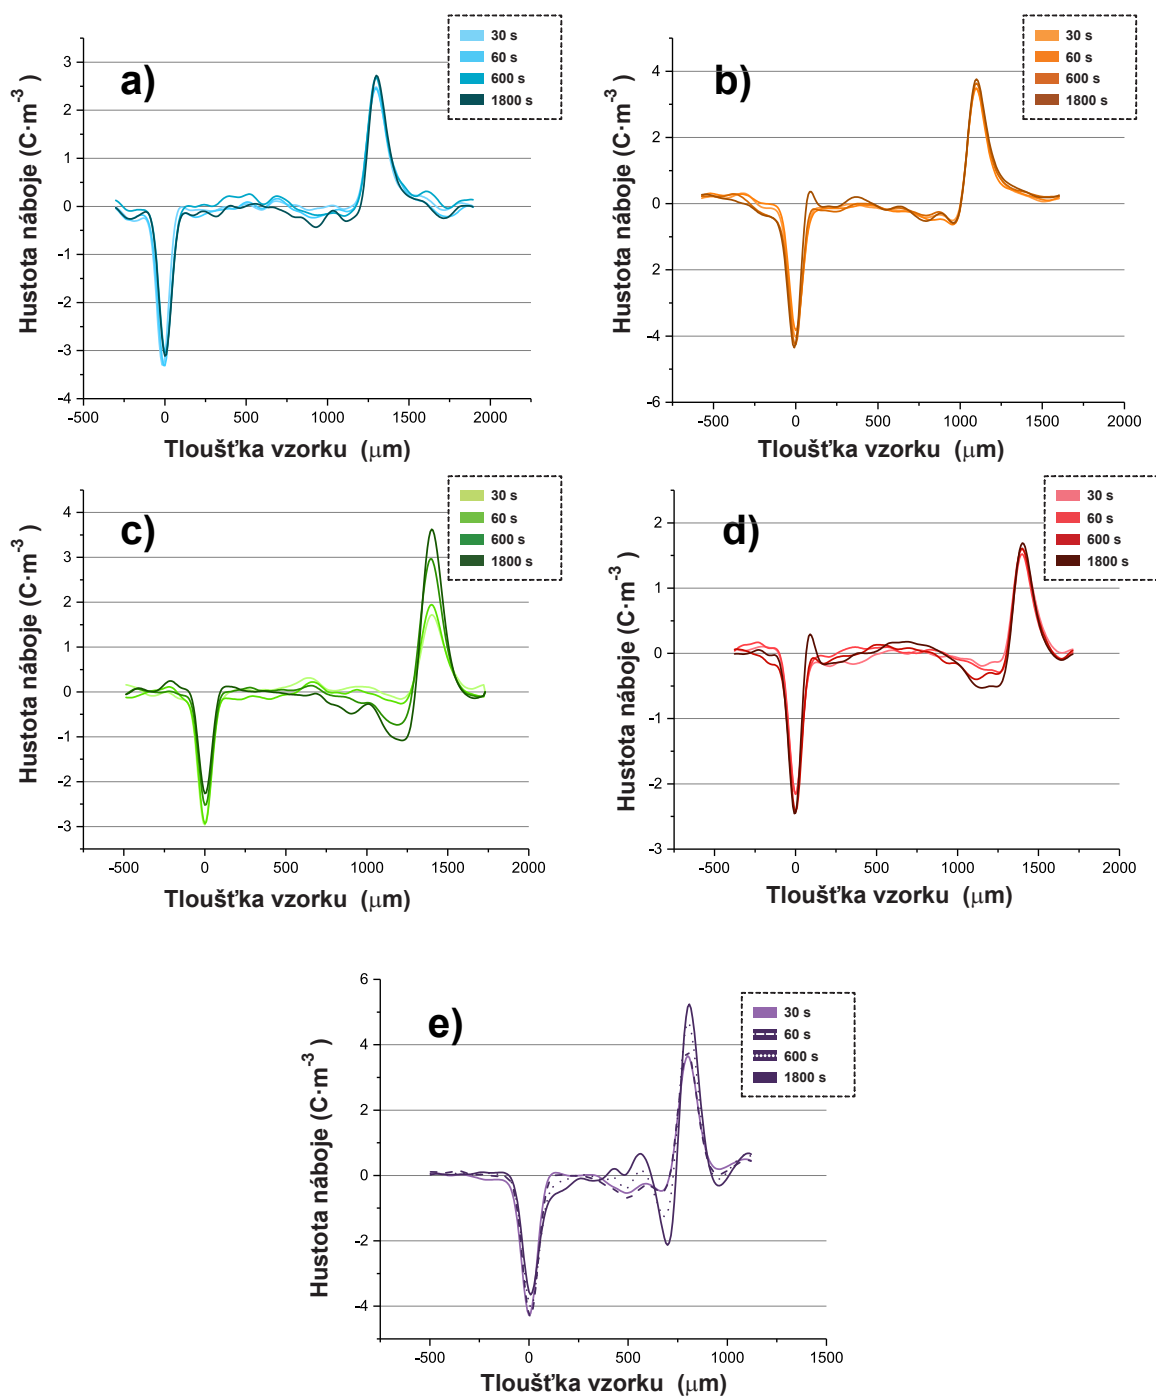 a)
30 s
60 s
600 s
1800 s
Hustota náboje (C·m⁻³)
3
2
1
0
-1
-2
-3
-4
-500
0
500
1000
1500
2000
Tloušťka vzorku (μm)
b)
30 s
60 s
600 s
1800 s
Hustota náboje (C·m⁻³)
4
2
0
2
-4
-6
-500
0
500
1000
1500
2000
Tloušťka vzorku (μm)
c)
30 s
60 s
600 s
1800 s
Hustota náboje (C·m⁻³)
4
3
2
1
0
-1
-2
-3
-500
0
500
1000
1500
2000
Tloušťka vzorku (μm)
d)
30 s
60 s
600 s
1800 s
Hustota náboje (C·m⁻³)
2
1
0
-1
-2
-3
-500
0
500
1000
1500
2000
Tloušťka vzorku (μm)
e)
30 s
60 s
600 s
1800 s
Hustota náboje (C·m⁻³)
6
4
2
0
-2
-4
-500
0
500
1000
1500
Tloušťka vzorku (μm)